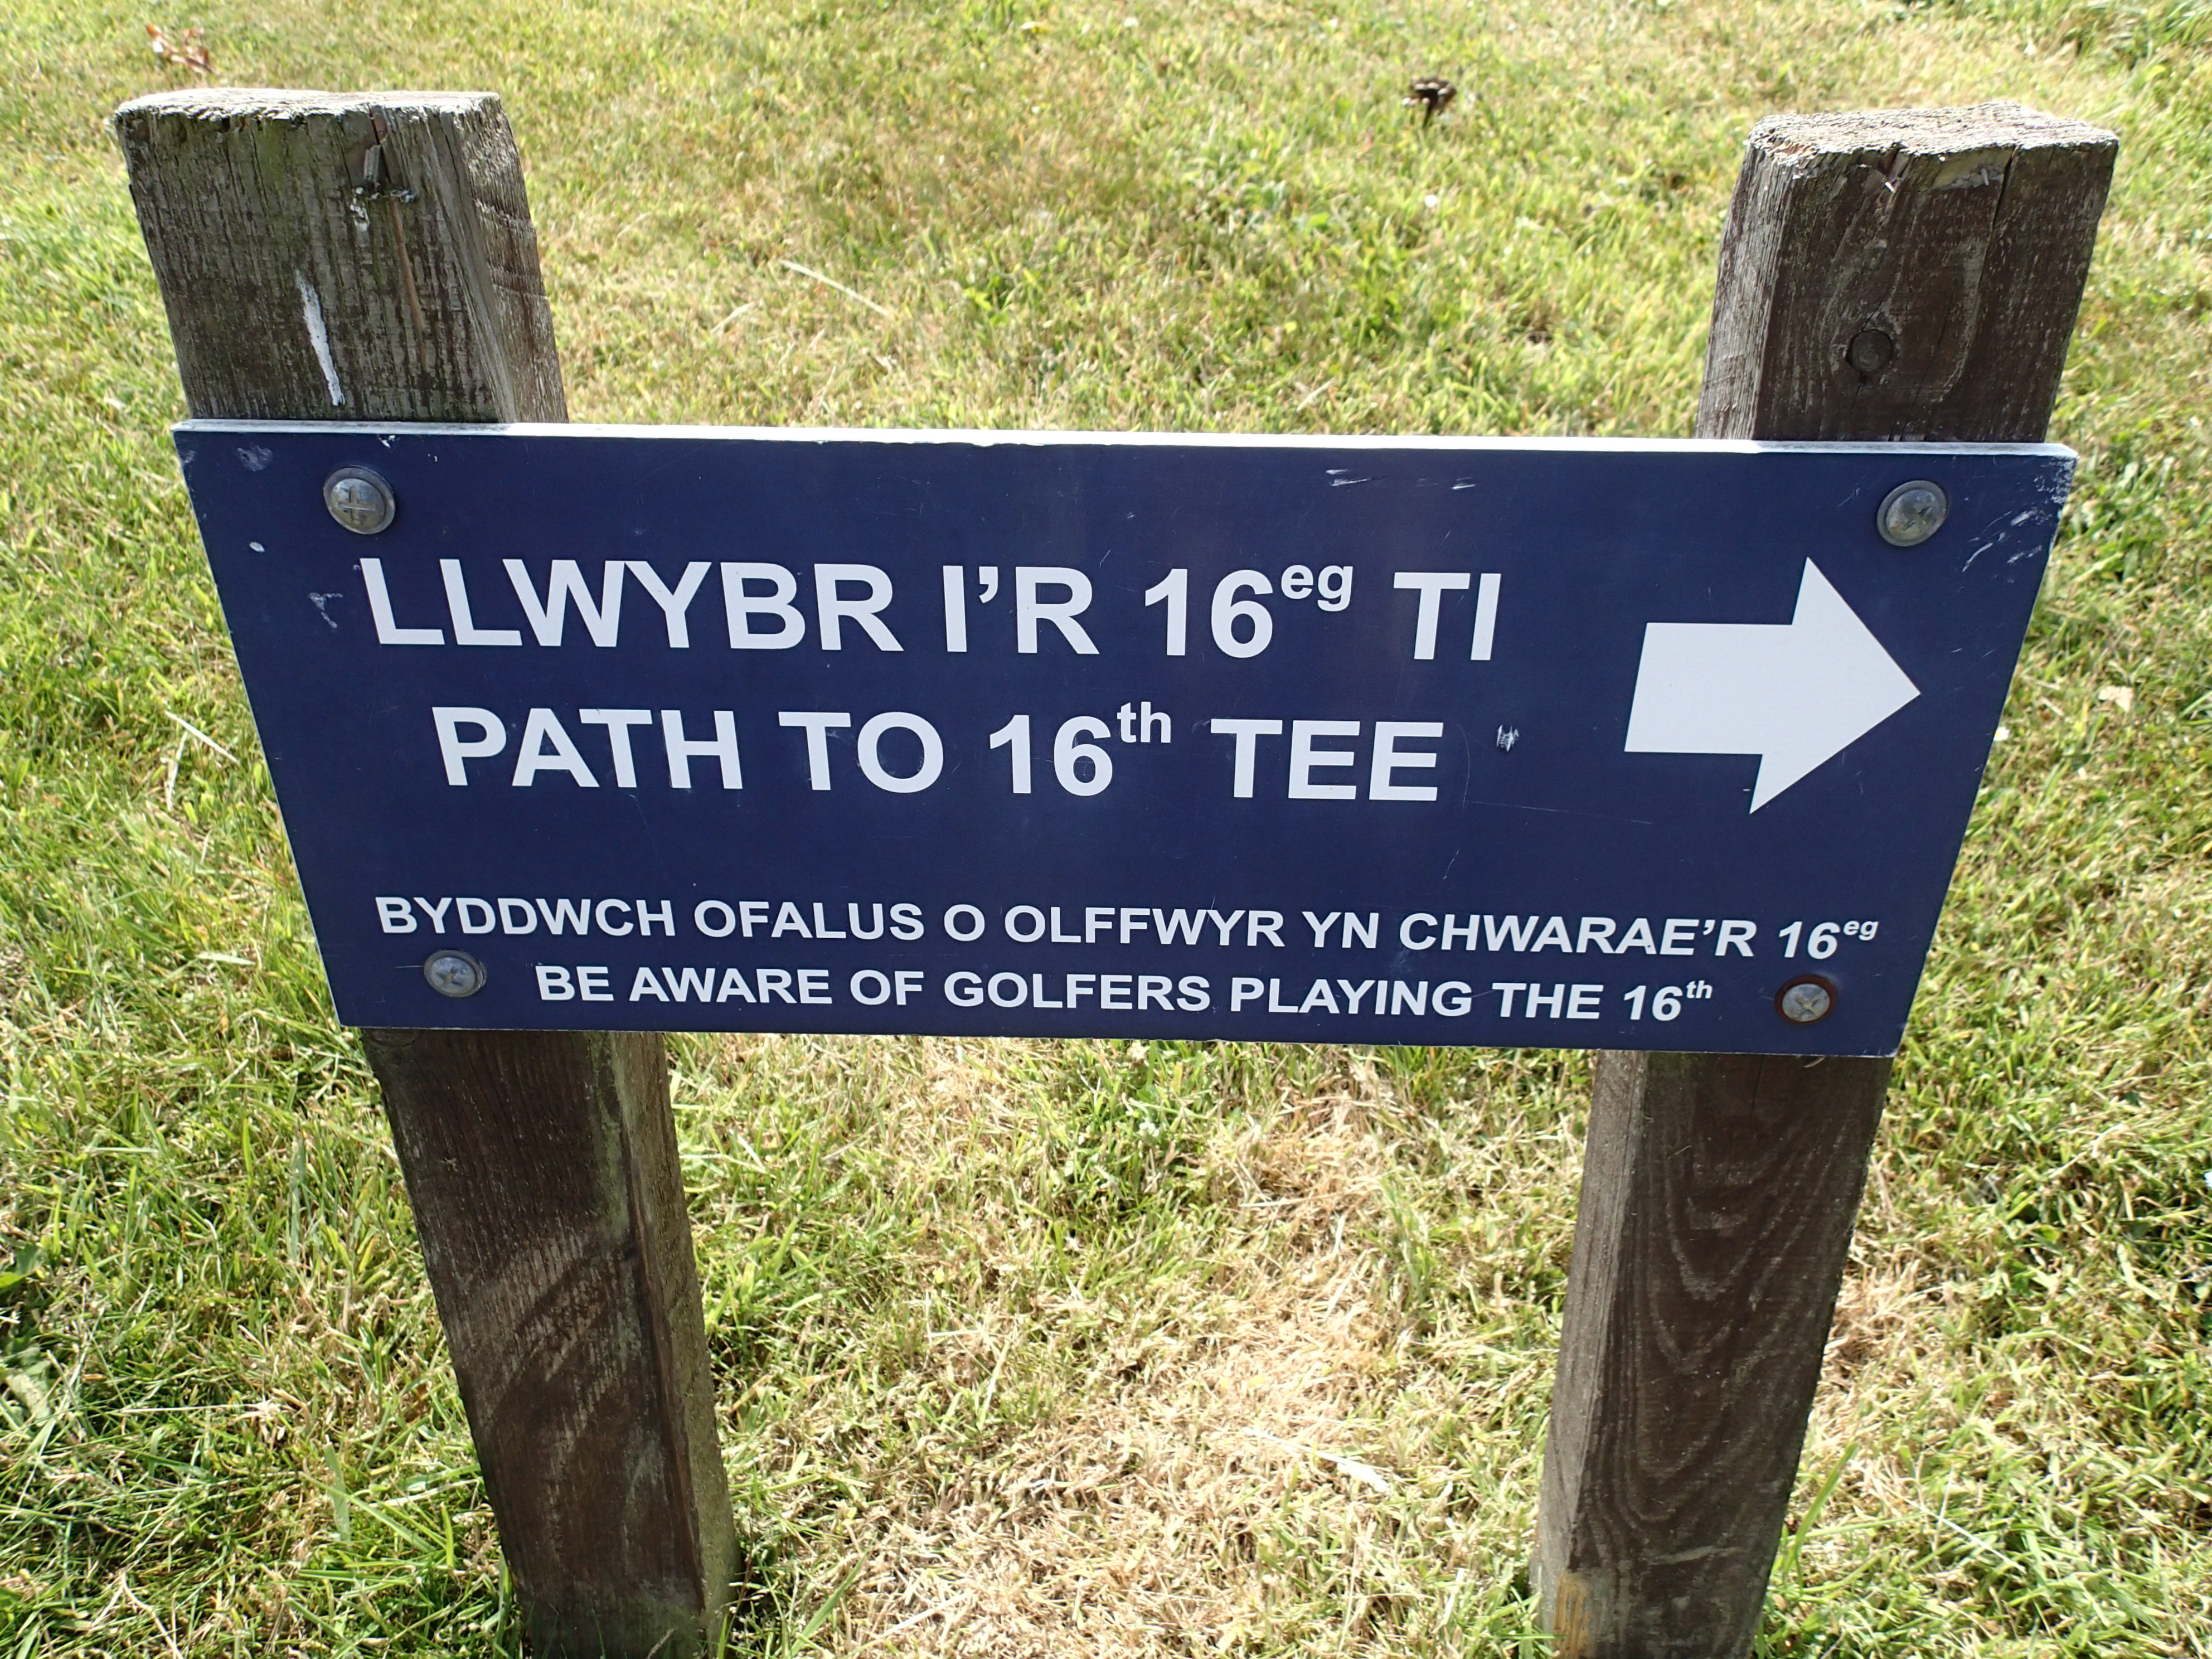 LLWYBR I'R 16eg TI
PATH TO 16th TEE
BYDDWCH OFALUS O OLFFWYR YN CHWARAE'R 16eg
BE AWARE OF GOLFERS PLAYING THE 16th